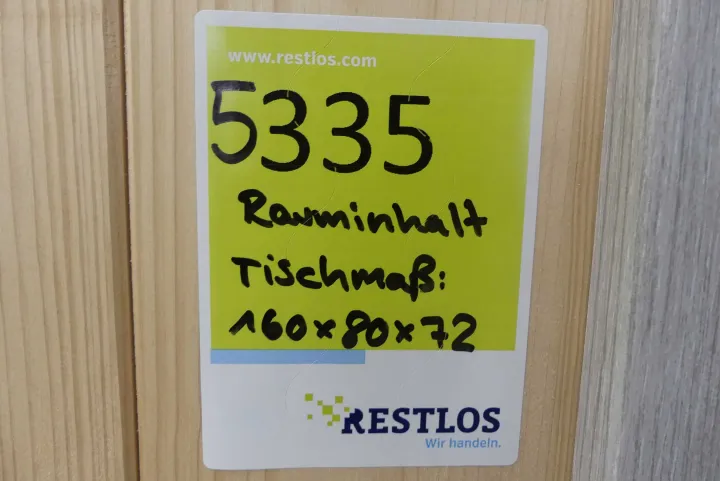 www.restlos.com
5335
Rauminhalt
Tischmaß:
160x80x72
RESTLOS
Wir handeln.